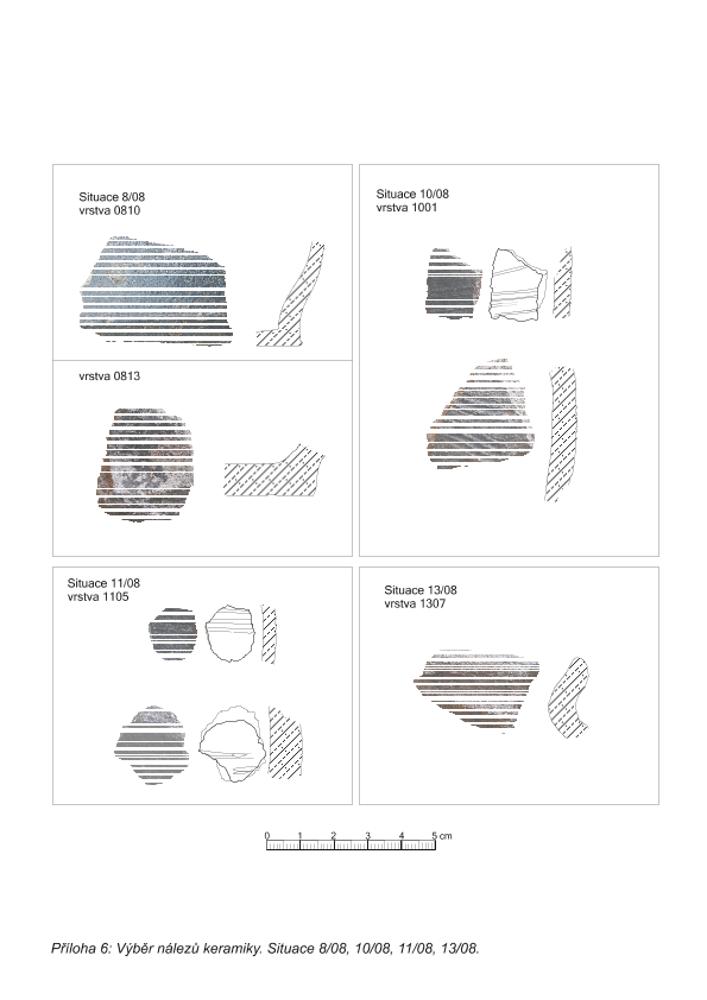 Situace 8/08
vrstva 0810
vrstva 0813
Situace 10/08
vrstva 1001
Situace 11/08
vrstva 1105
Situace 13/08
vrstva 1307
0 1 2 3 4 5 cm
Příloha 6: Výběr nálezů keramiky. Situace 8/08, 10/08, 11/08, 13/08.